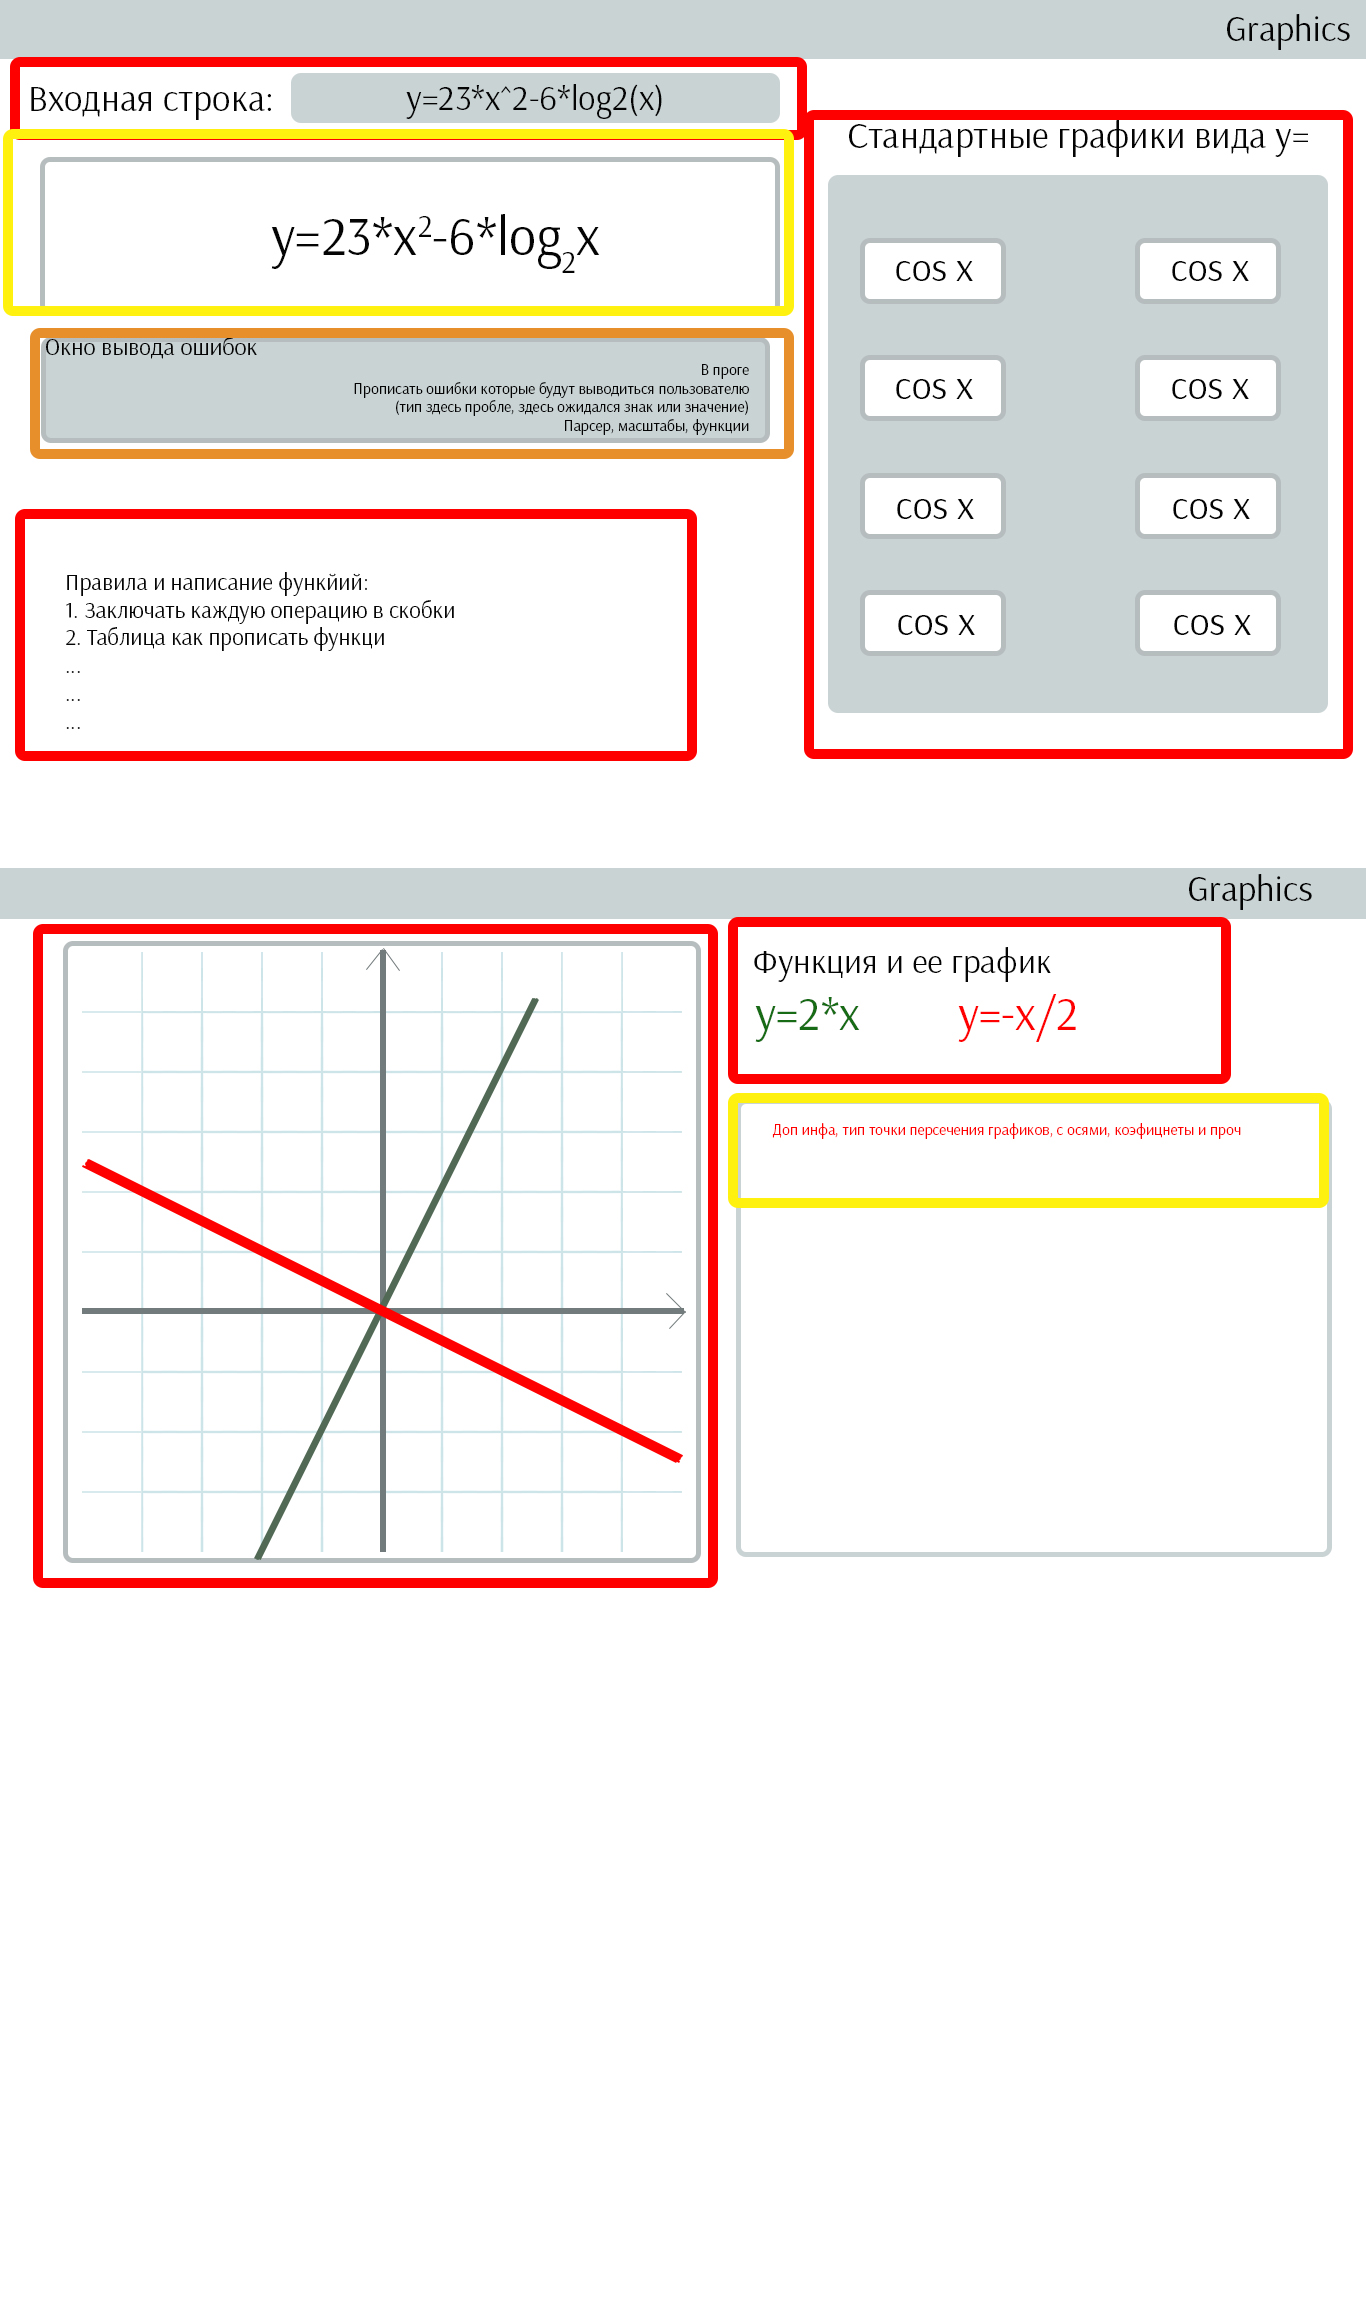 Graphics
Входная строка:
y=23*x^2-6*log2(x)
y=23*x²-6*log₂x
Окно вывода ошибок
В проге
Прописать ошибки которые будут выводиться пользователю
(тип здесь пробле, здесь ожидался знак или значение)
Парсер, масштабы, функции
Правила и написание функйий:
1. Заключать каждую операцию в скобки
2. Таблица как прописать функци
...
...
...
Стандартные графики вида y=
cos x
cos x
cos x
cos x
cos x
cos x
cos x
cos x
Graphics
Функция и ее график
y=2*x
y=-x/2
Доп инфа, тип точки персечения графиков, с осями, коэфицнеты и проч